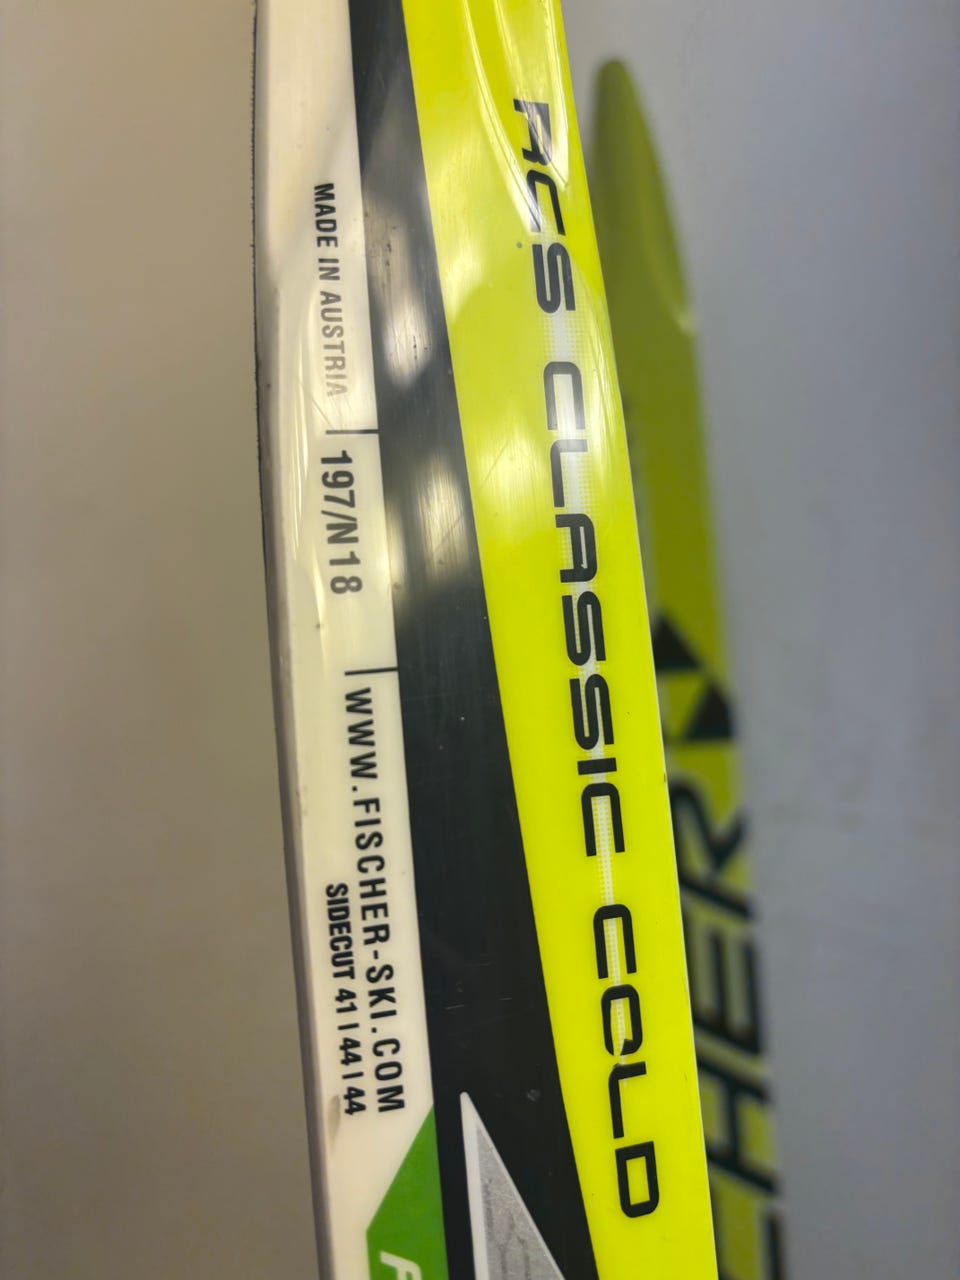 RCS CLASSIC COLD
MADE IN AUSTRIA | 197/N18 | WWW.FISCHER-SKI.COM
SIDECUT 41 | 44 | 44